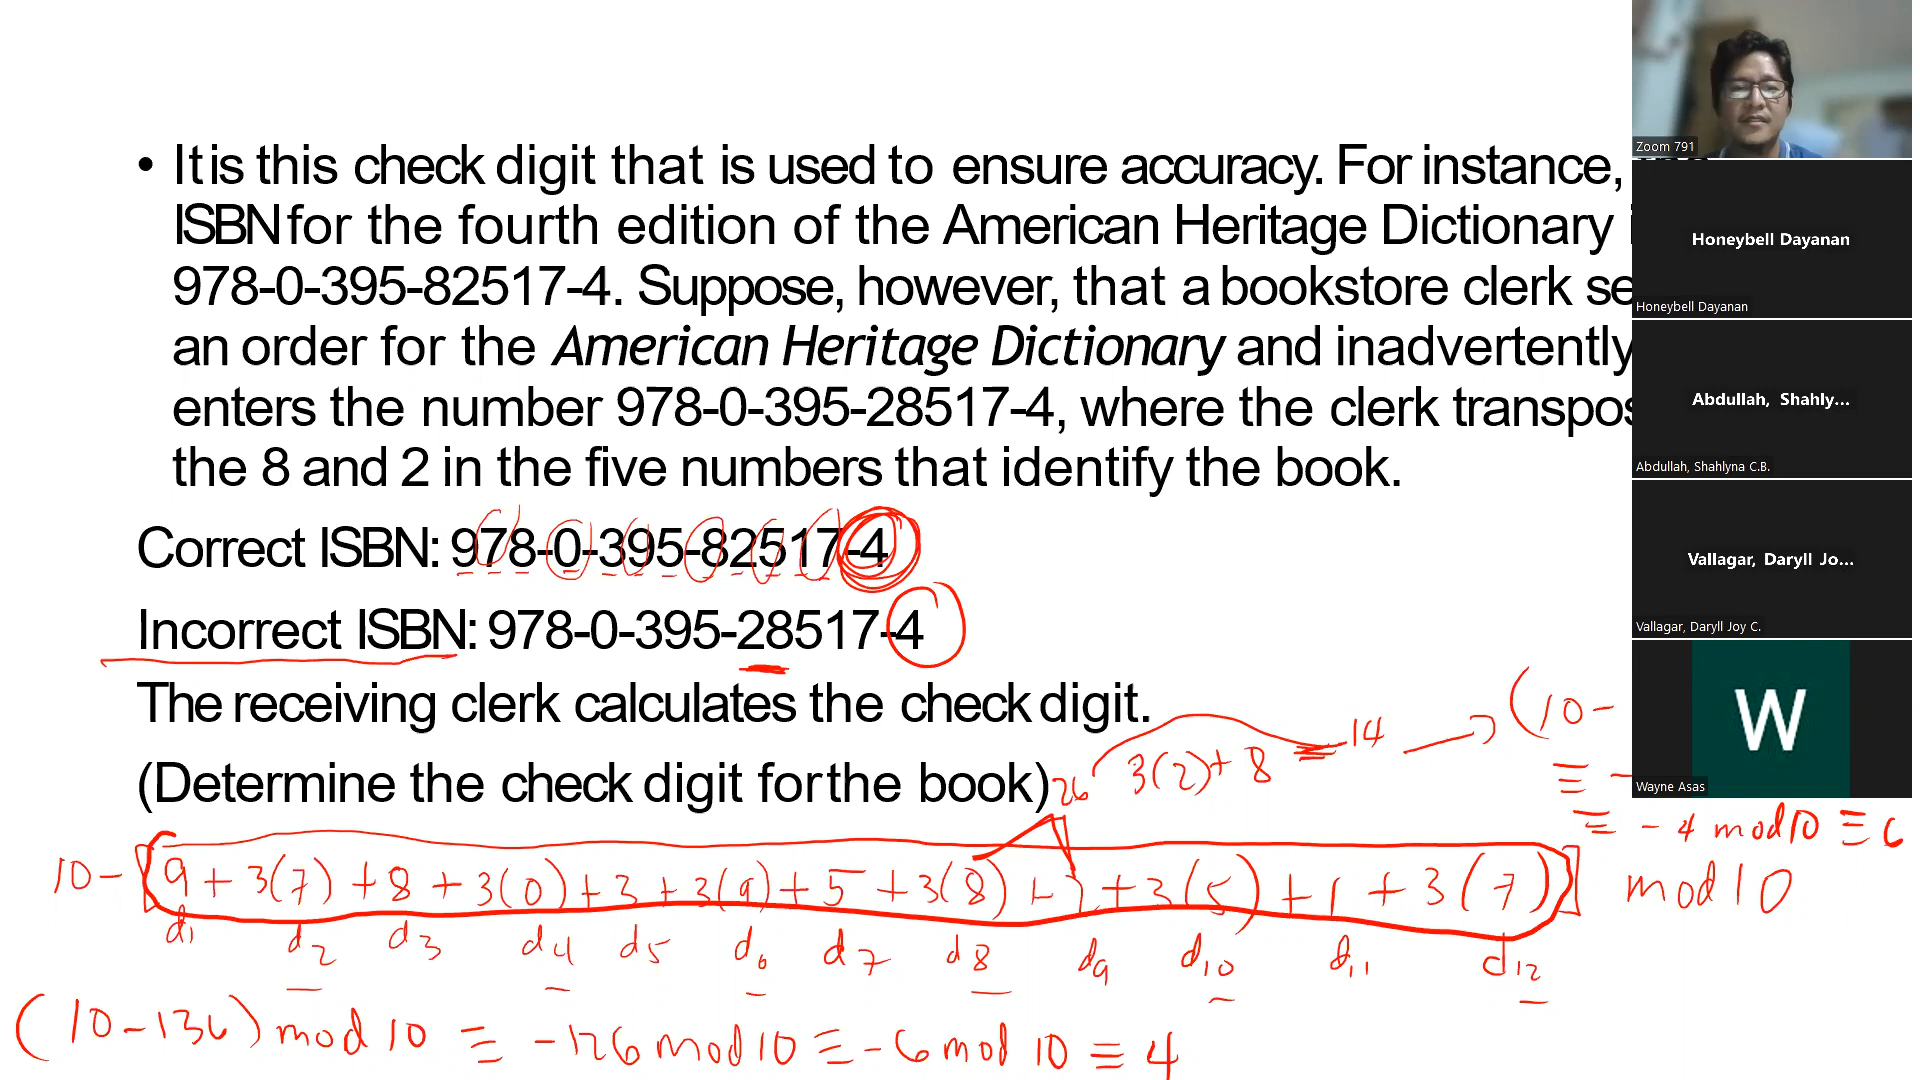 • It is this check digit that is used to ensure accuracy. For instance,
ISBN for the fourth edition of the American Heritage Dictionary
978-0-395-82517-4. Suppose, however, that a bookstore clerk se
an order for the American Heritage Dictionary and inadvertently
enters the number 978-0-395-28517-4, where the clerk transpos
the 8 and 2 in the five numbers that identify the book.
Correct ISBN: 978-0-395-82517-4
Incorrect ISBN: 978-0-395-28517-4
The receiving clerk calculates the check digit.
(Determine the check digit for the book)
26 3(2)+8 = 14 → (10-
≡ -
≡ -4 mod 10 ≡ 6
10-[9+3(7)+8+3(0)+3+3(9)+5+3(8)+2+3(5)+1+3(7)] mod 10
d1 d2 d3 d4 d5 d6 d7 d8 d9 d10 d11 d12
(10-136) mod 10 ≡ -126 mod 10 ≡ -6 mod 10 ≡ 4
Zoom 791
Honeybell Dayanan
Honeybell Dayanan
Abdullah, Shahly...
Abdullah, Shahlyna C.B.
Vallagar, Daryll Jo...
Vallagar, Daryll Joy C.
W
Wayne Asas